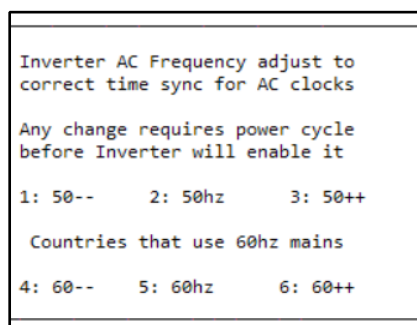 Inverter AC Frequency adjust to
correct time sync for AC clocks
Any change requires power cycle
before Inverter will enable it
1: 50-- 2: 50hz 3: 50++
Countries that use 60hz mains
4: 60-- 5: 60hz 6: 60++